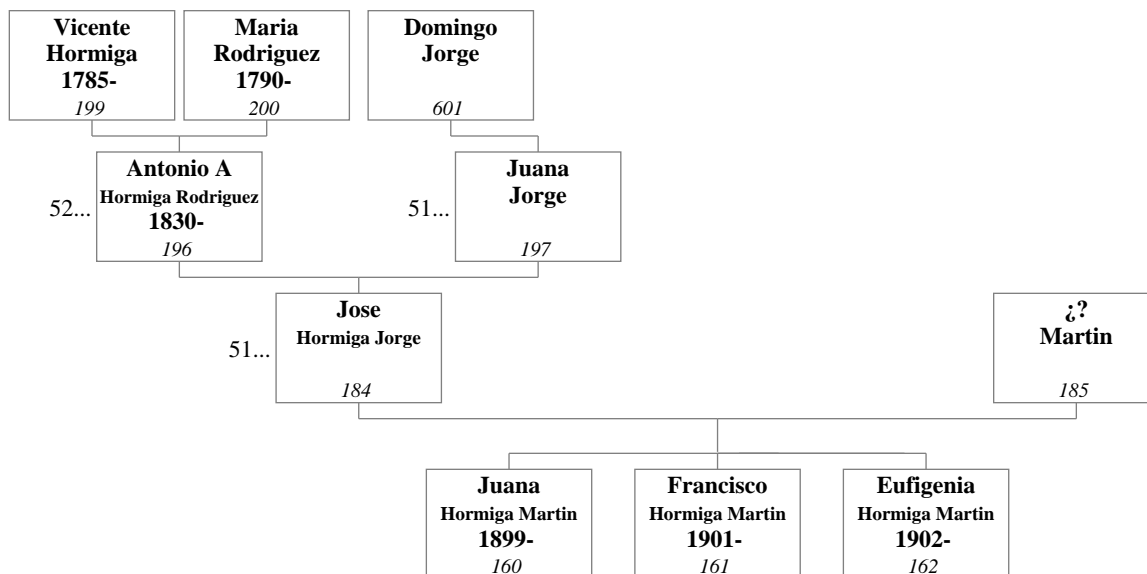 Vicente
Hormiga
1785-
199
Maria
Rodriguez
1790-
200
Domingo
Jorge
601
52...
Antonio A
Hormiga Rodriguez
1830-
196
51...
Juana
Jorge
197
51...
Jose
Hormiga Jorge
184
¿?
Martin
185
Juana
Hormiga Martin
1899-
160
Francisco
Hormiga Martin
1901-
161
Eufigenia
Hormiga Martin
1902-
162